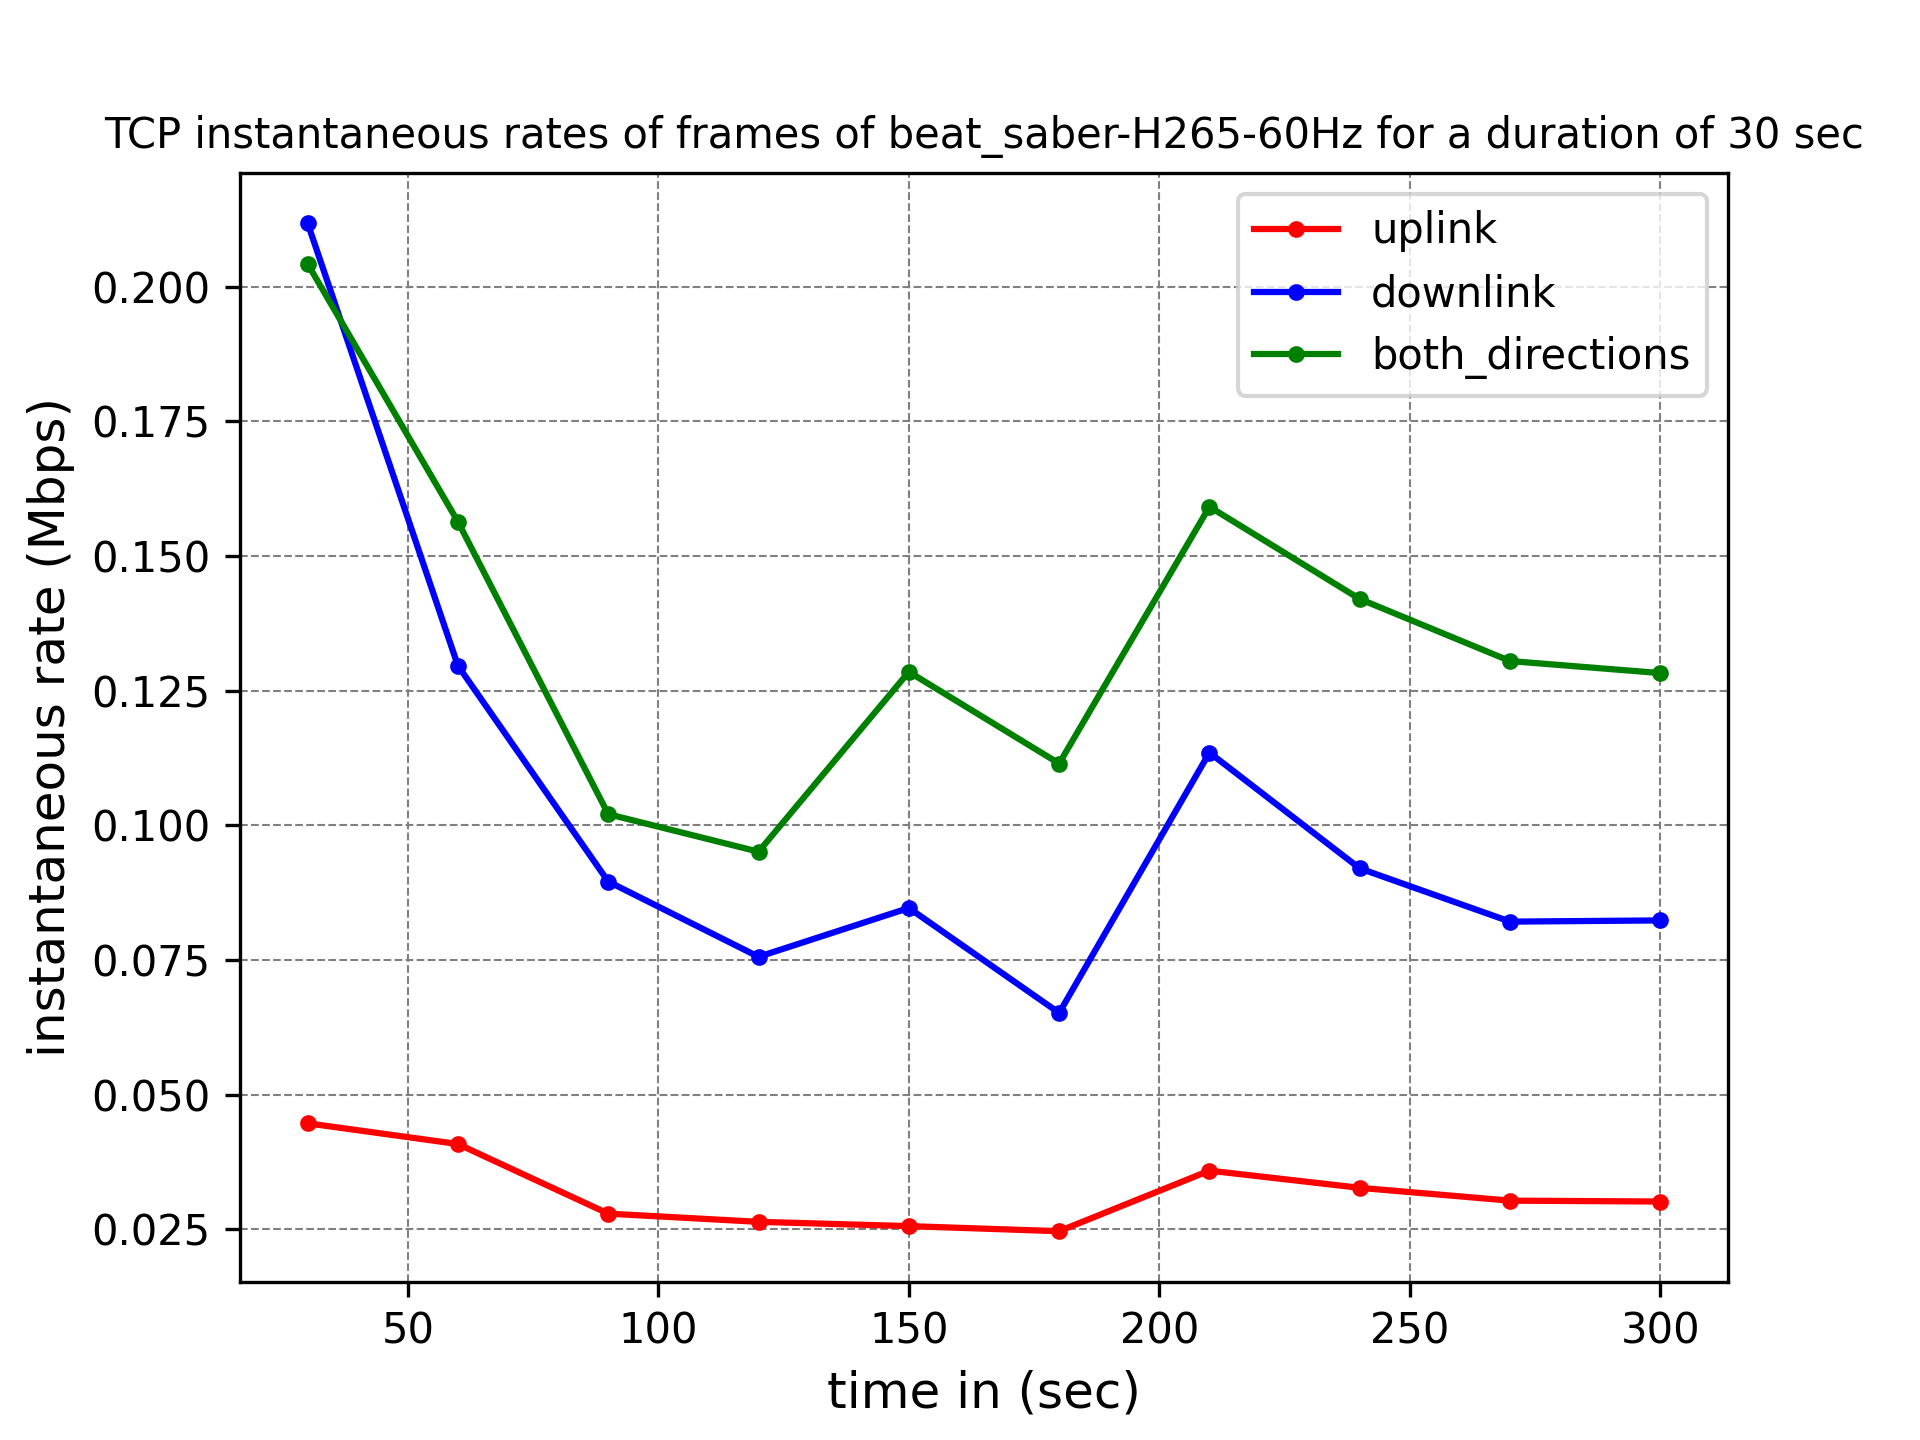 TCP instantaneous rates of frames of beat_saber-H265-60Hz for a duration of 30 sec
uplink
downlink
both_directions
instantaneous rate (Mbps)
0.200
0.175
0.150
0.125
0.100
0.075
0.050
0.025
50 100 150 200 250 300
time in (sec)